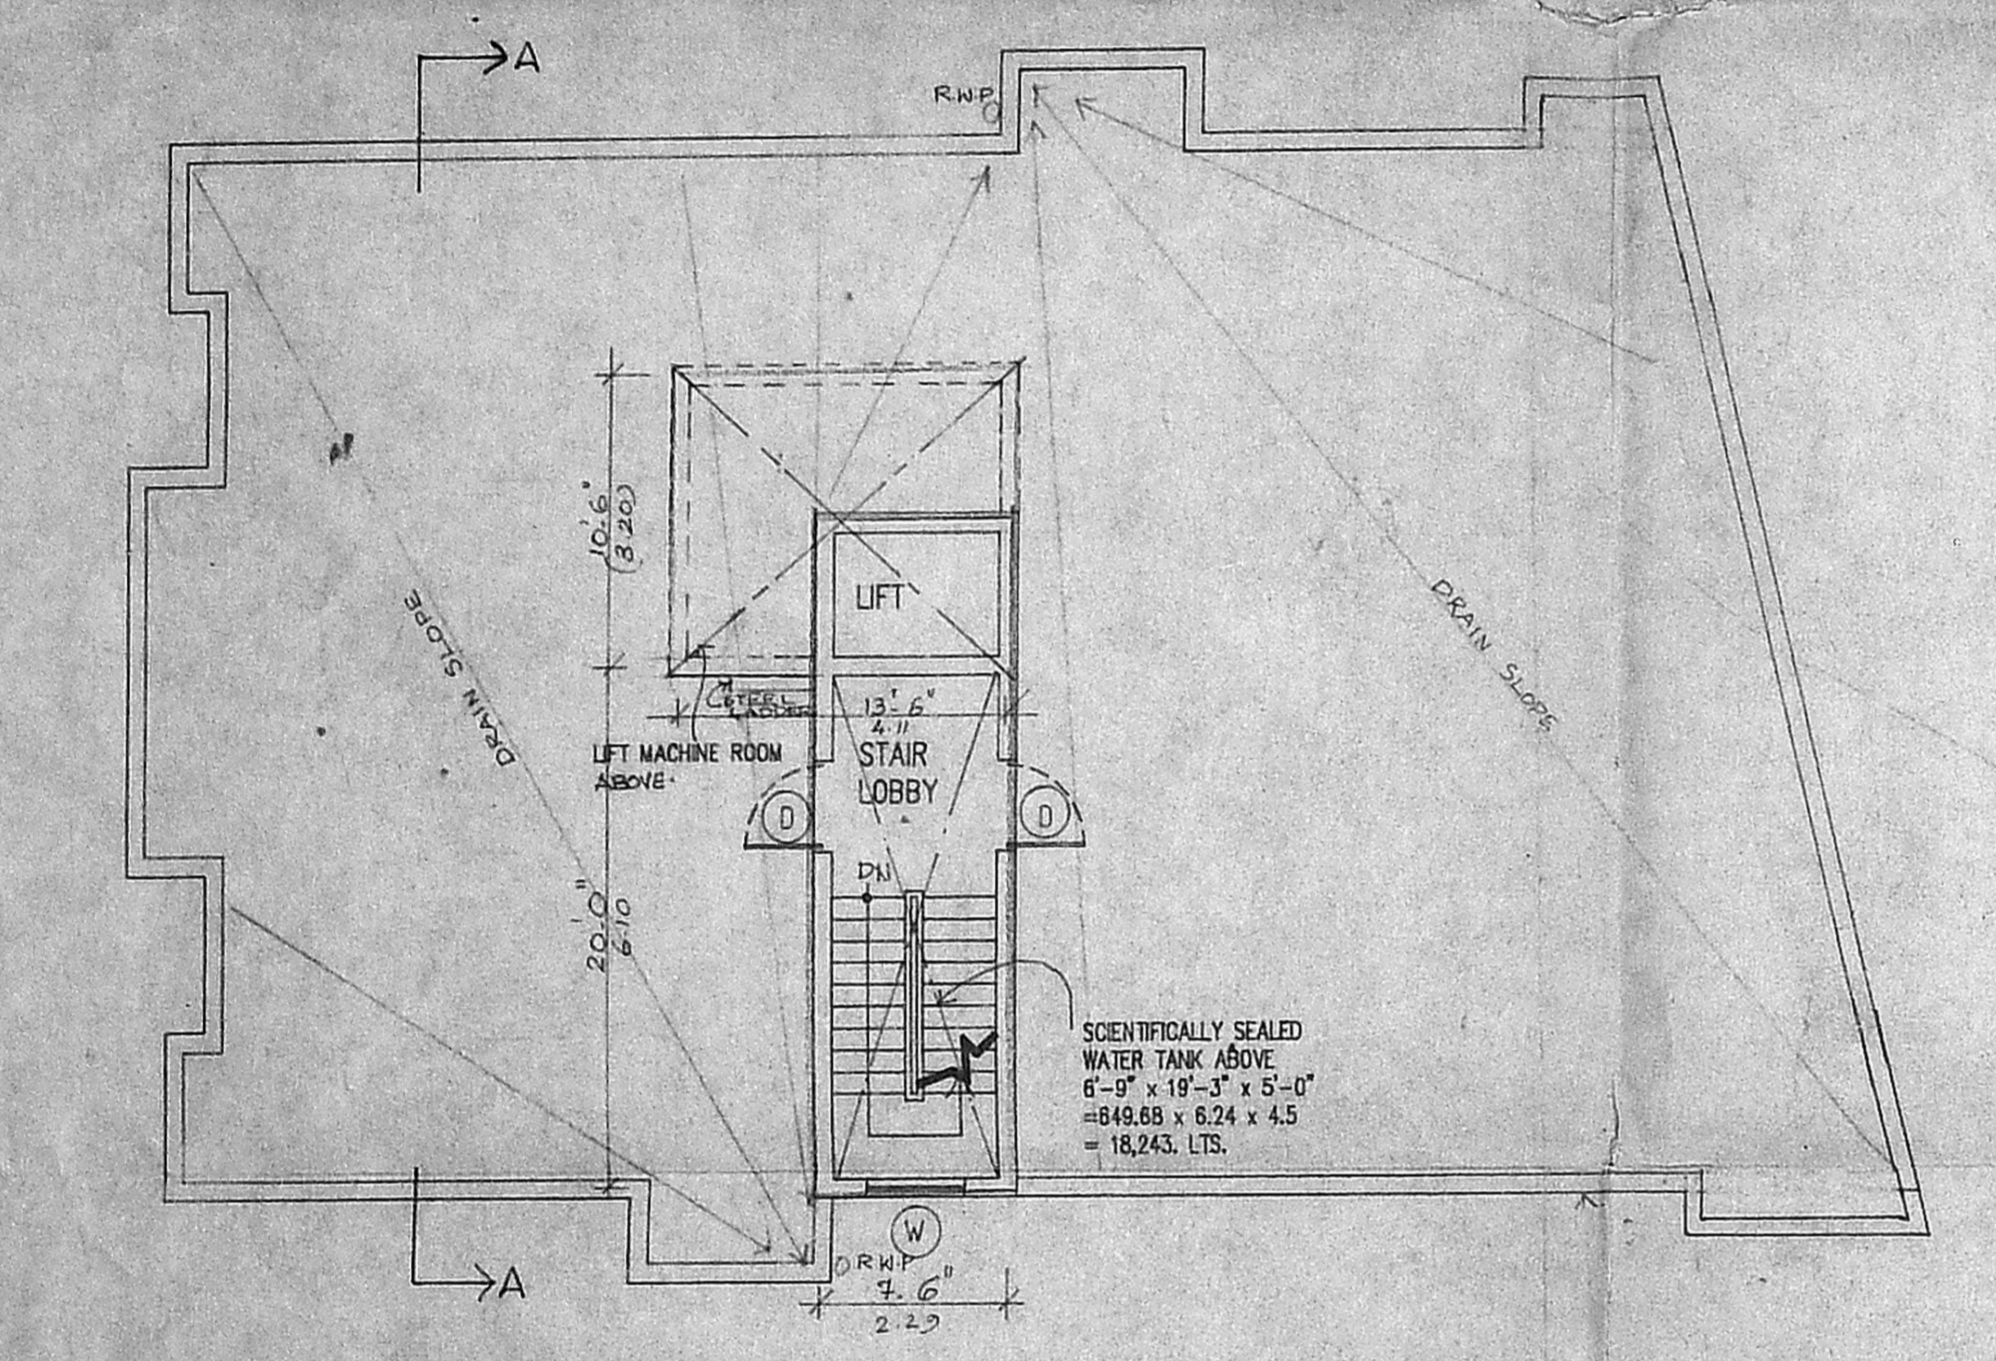 A
R.W.P
10'.6"
(3.20)
LIFT
DRAIN SLOPE
DRAIN SLOPE
STEEL
LADDER
13'-6"
4.11
LIFT MACHINE ROOM
ABOVE.
STAIR
LOBBY
D
D
DN
20'.0"
6.10
SCIENTIFICALLY SEALED
WATER TANK ABOVE
6'-9" x 19'-3" x 5'-0"
=649.68 x 6.24 x 4.5
= 18,243. LTS.
W
R.W.P
A
7.6"
2.29